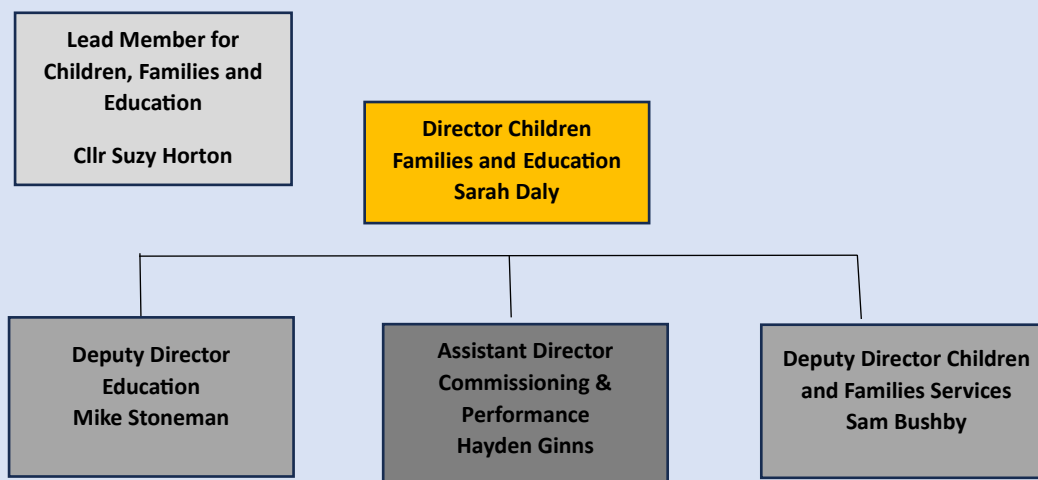 Lead Member for
Children, Families and
Education
Cllr Suzy Horton
Director Children
Families and Education
Sarah Daly
Deputy Director
Education
Mike Stoneman
Assistant Director
Commissioning &
Performance
Hayden Ginns
Deputy Director Children
and Families Services
Sam Bushby